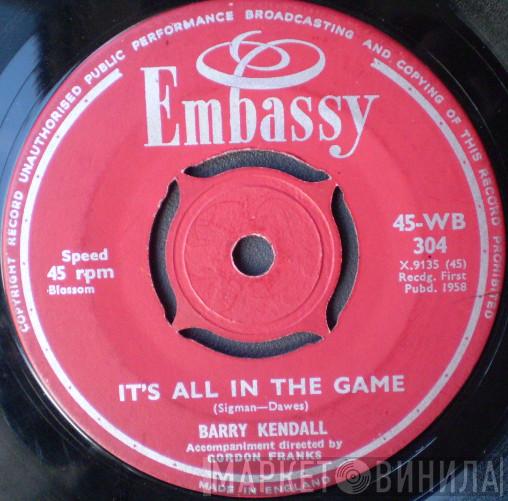 COPYRIGHT RECORD UNAUTHORISED PUBLIC PERFORMANCE BROADCASTING AND COPYING OF THIS RECORD PROHIBITED
Embassy
45-WB
304
X.9135 (45)
Recdg. First
Pubd. 1958
Speed
45 rpm
Blossom
IT'S ALL IN THE GAME
(Sigman—Dawes)
BARRY KENDALL
Accompaniment directed by
GORDON FRANKS
MADE IN ENGLAND
МАРКЕТ ВИНИЛА